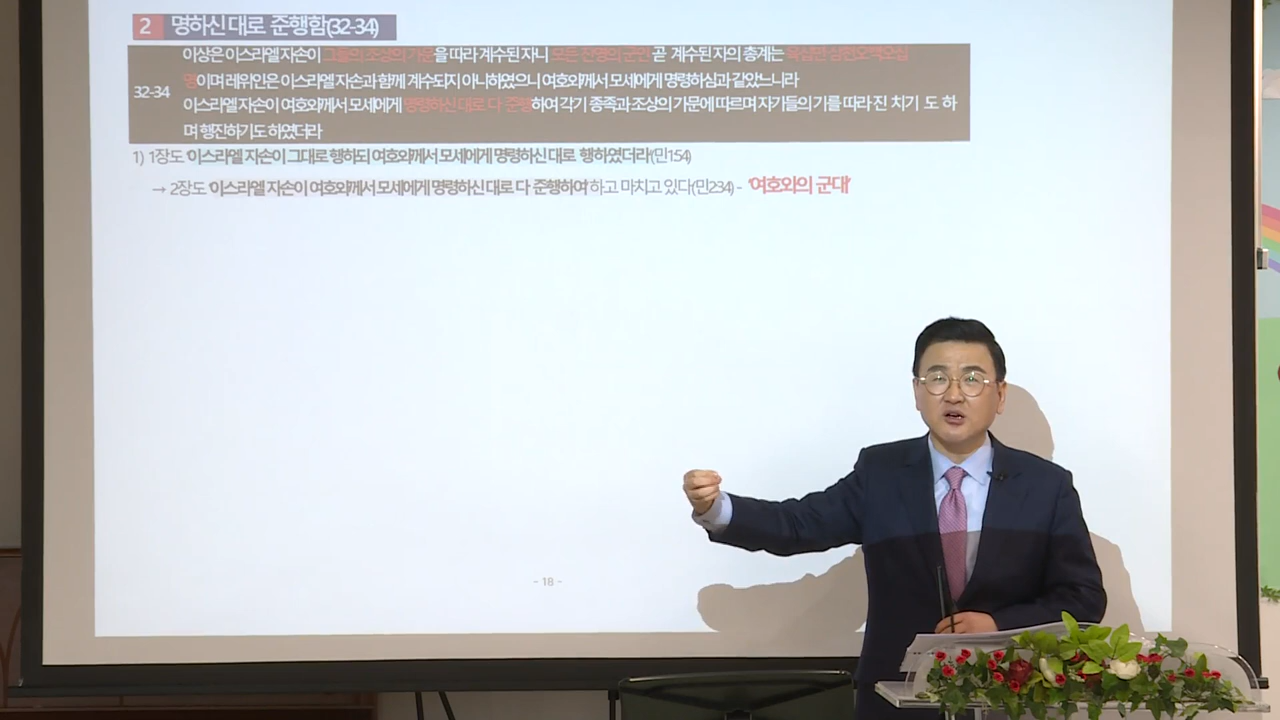 2 명하신 대로 준행함(32-34)
32-34
이상은 이스라엘 자손이 그들의 조상의 가문을 따라 계수된 자니 모든 진영의 군인 곧 계수된 자의 총계는 육십만 삼천오백오십
명이며 레위인은 이스라엘 자손과 함께 계수되지 아니하였으니 여호와께서 모세에게 명령하심과 같았느니라
이스라엘 자손이 여호와께서 모세에게 명령하신 대로 다 준행하여 각기 종족과 조상의 가문에 따르며 자기들의 기를 따라 진 치기 도 하
며 행진하기도 하였더라
1) 1장도 '이스라엘 자손이 그대로 행하되 여호와께서 모세에게 명령하신 대로 행하였더라'(민1:54)
→ 2장도 '이스라엘 자손이 여호와께서 모세에게 명령하신 대로 다 준행하여' 하고 마치고 있다(민2:34) - '여호와의 군대'
- 18 -